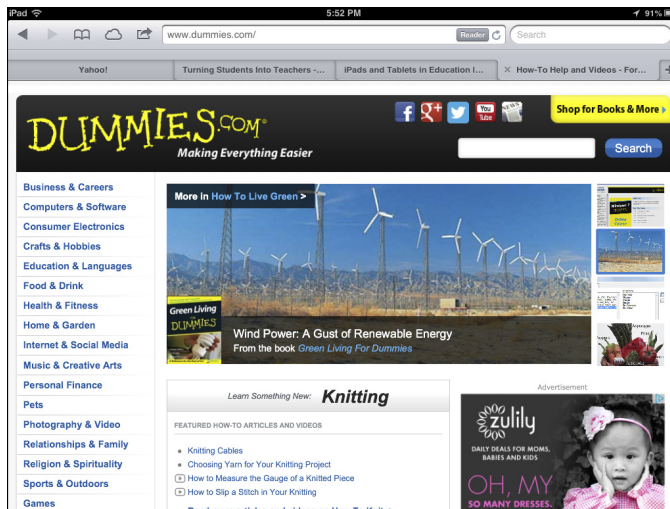 iPad 5:52 PM 91%
www.dummies.com/ Reader Search
Yahoo! Turning Students Into Teachers -... iPads and Tablets in Education I... × How-To Help and Videos - For... +
DUMMIES.COM®
Making Everything Easier
You Tube
NEWS
Shop for Books & More
Search
Business & Careers
Computers & Software
Consumer Electronics
Crafts & Hobbies
Education & Languages
Food & Drink
Health & Fitness
Home & Garden
Internet & Social Media
Music & Creative Arts
Personal Finance
Pets
Photography & Video
Relationships & Family
Religion & Spirituality
Sports & Outdoors
Games
More in How To Live Green >
Green Living
DUMMIES
Wind Power: A Gust of Renewable Energy
From the book Green Living For Dummies
Learn Something New: Knitting
FEATURED HOW-TO ARTICLES AND VIDEOS
Knitting Cables
Choosing Yarn for Your Knitting Project
How to Measure the Gauge of a Knitted Piece
How to Slip a Stitch in Your Knitting
Advertisement
zulily
DAILY DEALS FOR MOMS,
BABIES AND KIDS
OH, MY
SO MANY DRESSES.